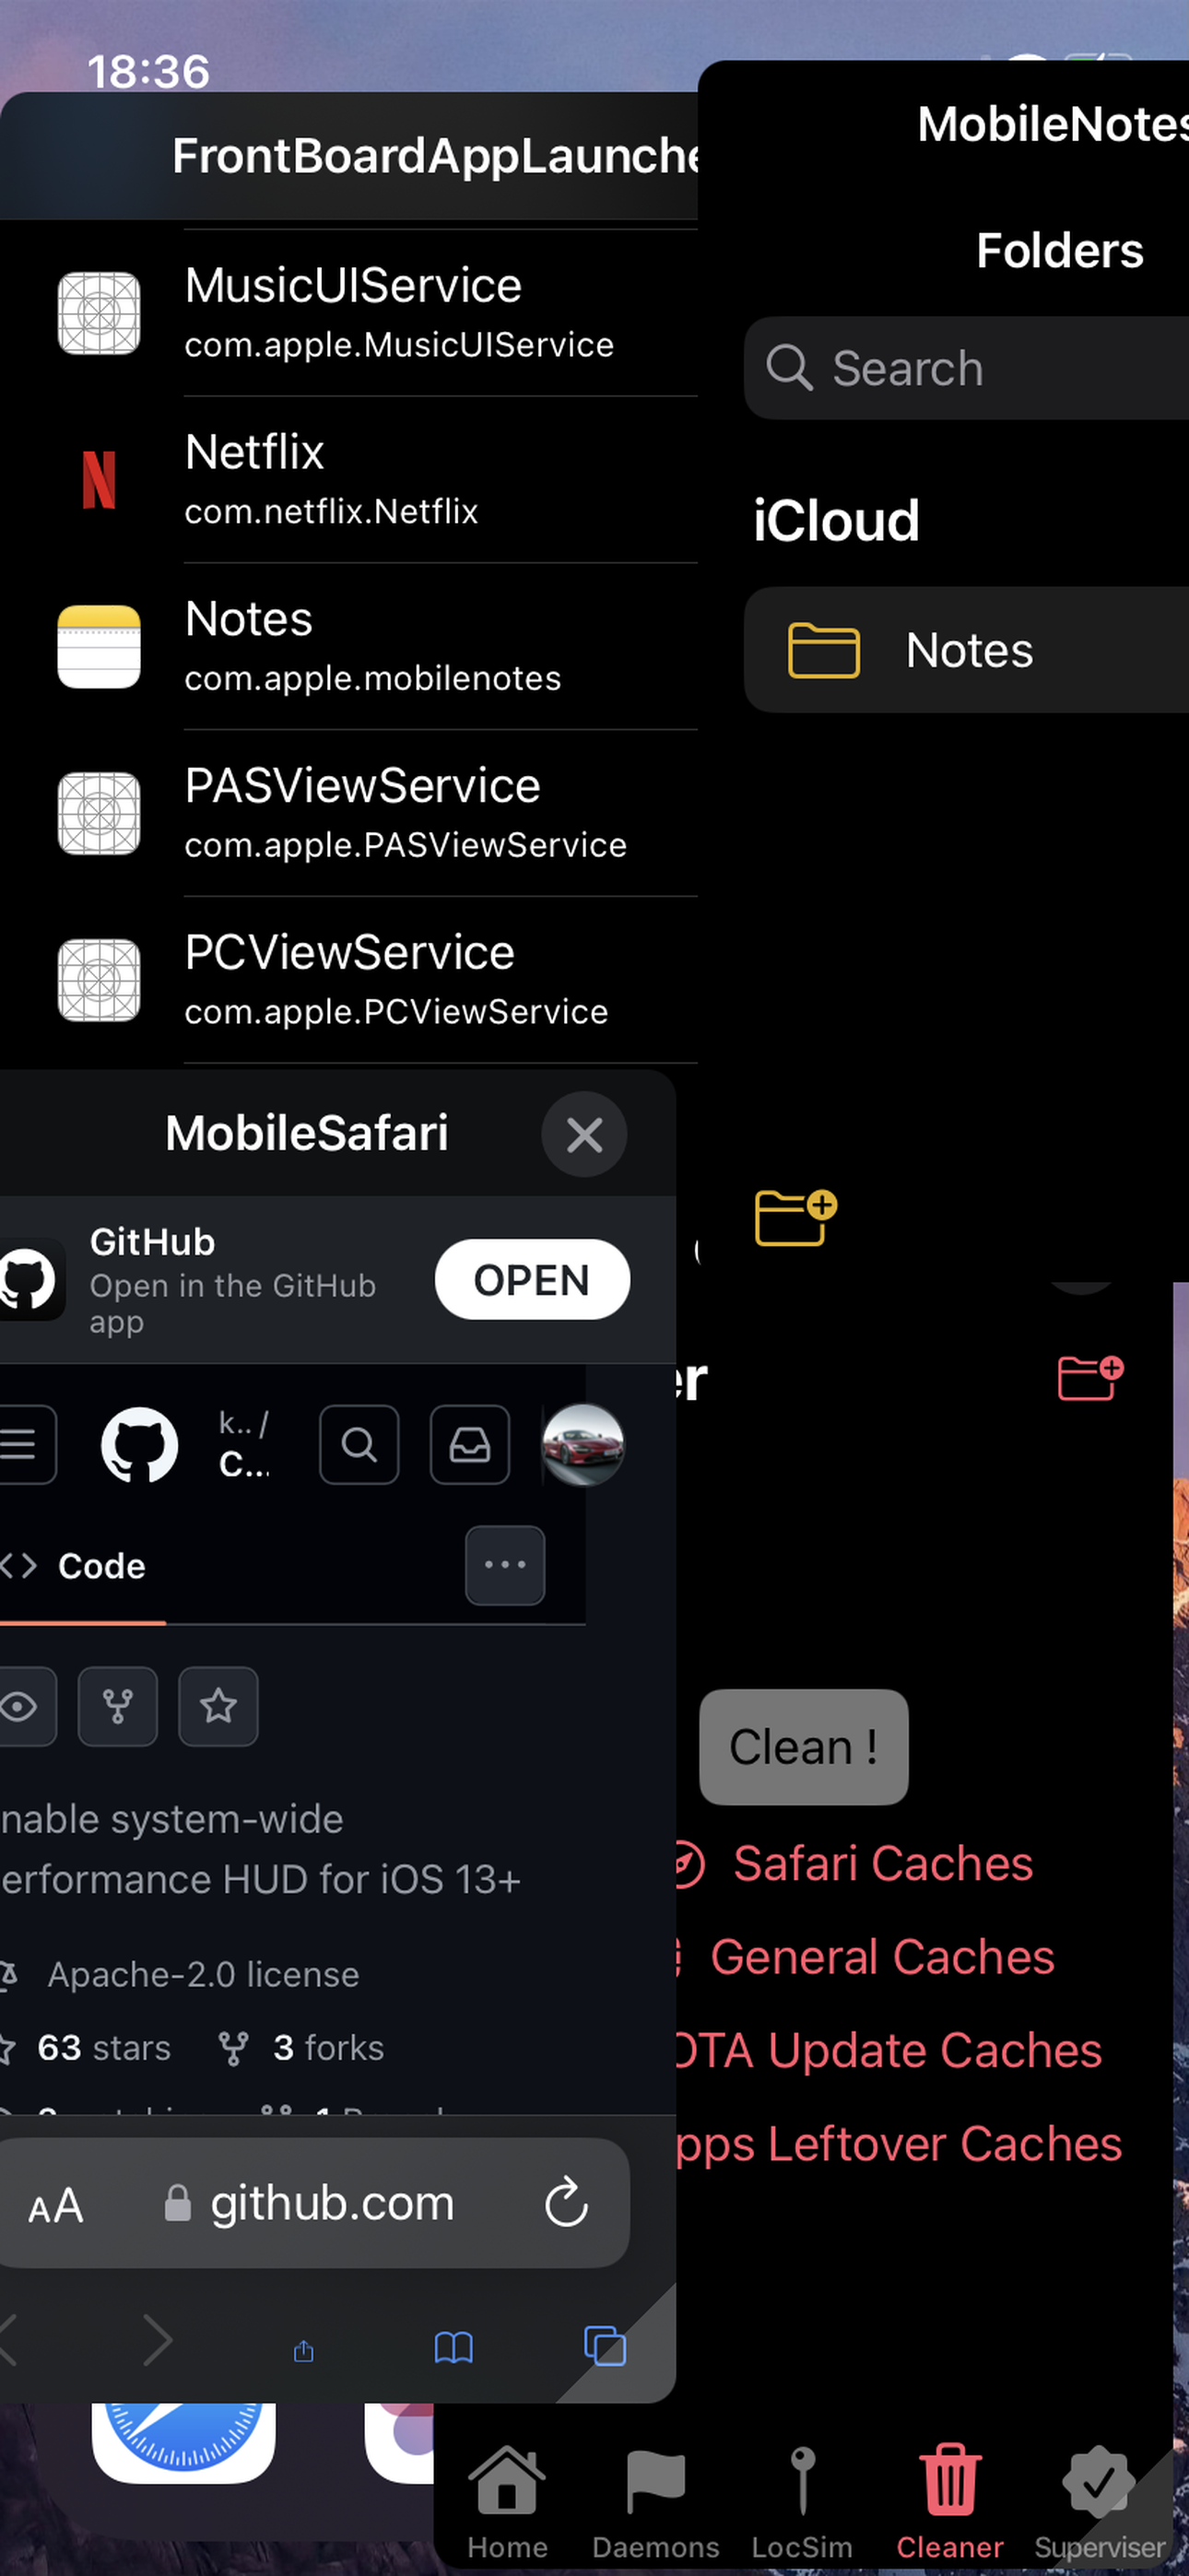 18:36
FrontBoardAppLaunche
MusicUIService
com.apple.MusicUIService
Netflix
com.netflix.Netflix
Notes
com.apple.mobilenotes
PASViewService
com.apple.PASViewService
PCViewService
com.apple.PCViewService
MobileNotes
Folders
Search
iCloud
Notes
MobileSafari
GitHub
Open in the GitHub
app
OPEN
k.. /
C...
Code
nable system-wide
erformance HUD for iOS 13+
Apache-2.0 license
63 stars 3 forks
AA github.com
er
Clean !
Safari Caches
General Caches
OTA Update Caches
pps Leftover Caches
Home Daemons LocSim Cleaner Superviser